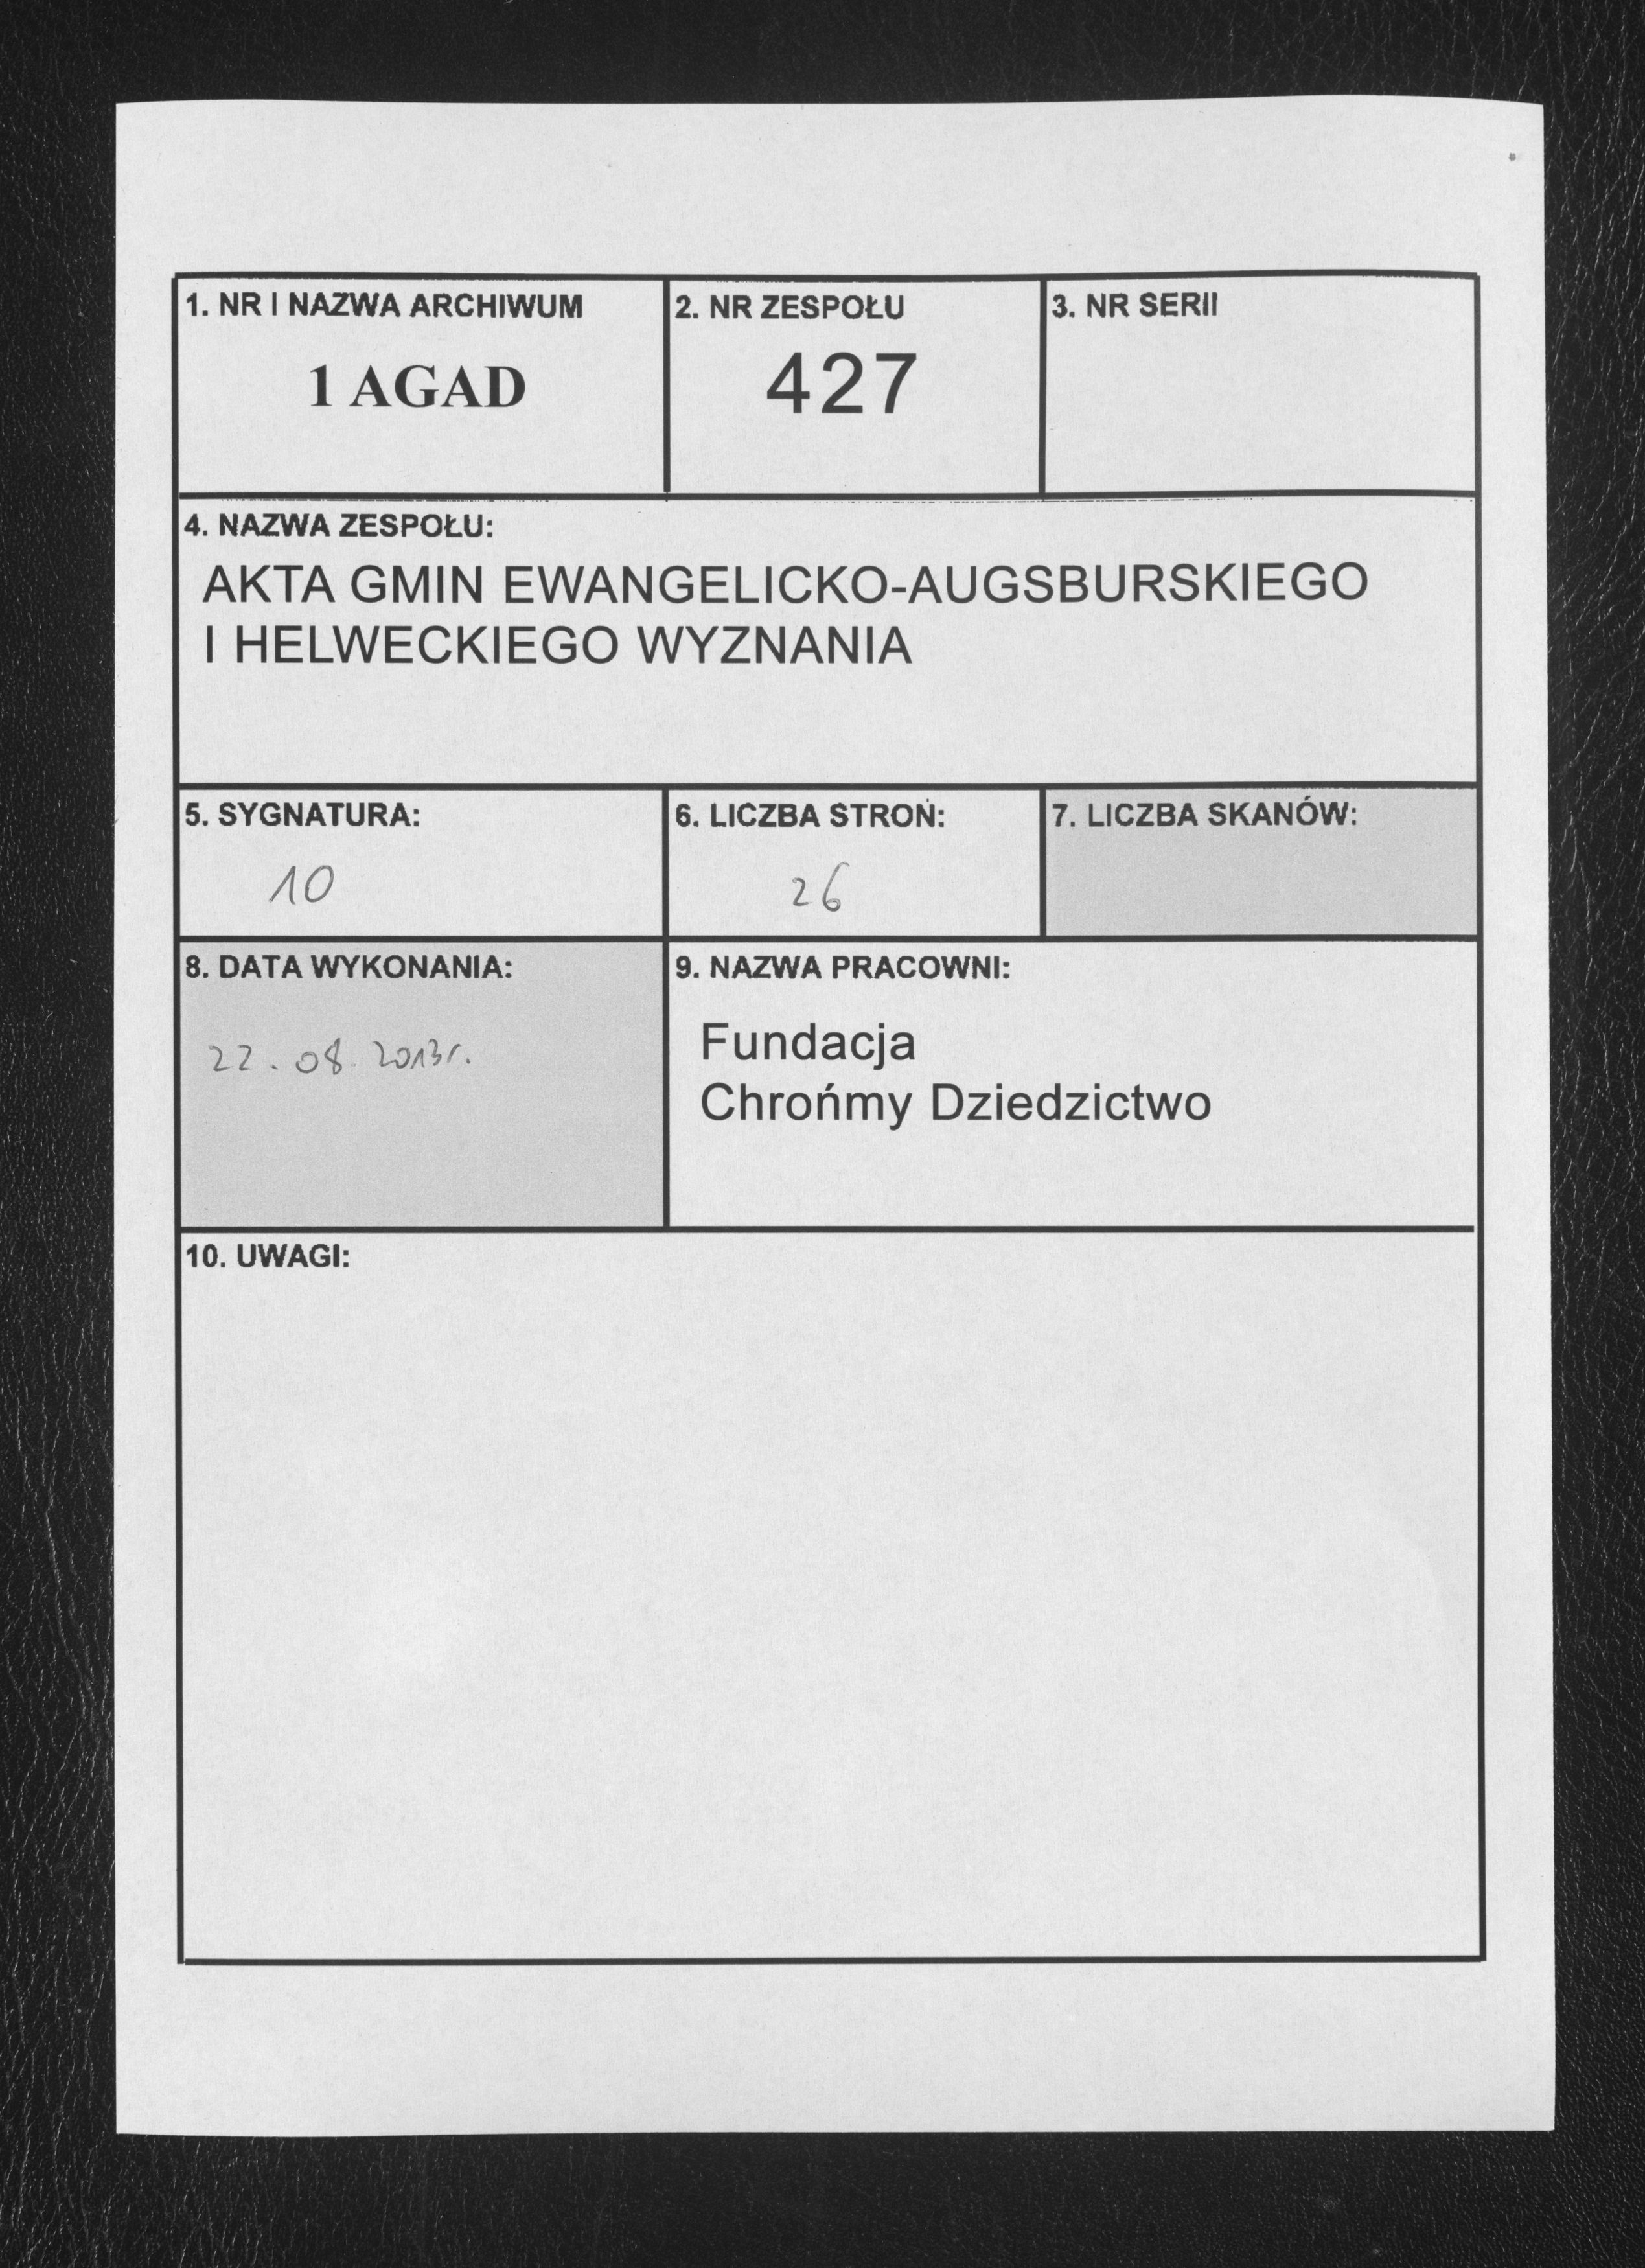 1. NR I NAZWA ARCHIWUM
1 AGAD
2. NR ZESPOŁU
427
3. NR SERII
4. NAZWA ZESPOŁU:
AKTA GMIN EWANGELICKO-AUGSBURSKIEGO
I HELWECKIEGO WYZNANIA
5. SYGNATURA:
10
6. LICZBA STRON:
26
7. LICZBA SKANÓW:
8. DATA WYKONANIA:
22.08.2013r.
9. NAZWA PRACOWNI:
Fundacja
Chrońmy Dziedzictwo
10. UWAGI: